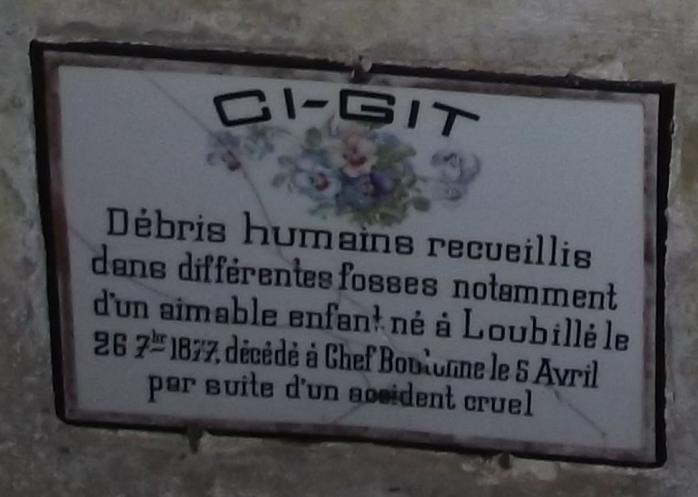 CI-GIT
Débris humains recueillis
dans différentes fosses notamment
d'un aimable enfant né à Loubillé le
26 7bre 1877, décédé à Chef Boutonne le 5 Avril
par suite d'un accident cruel